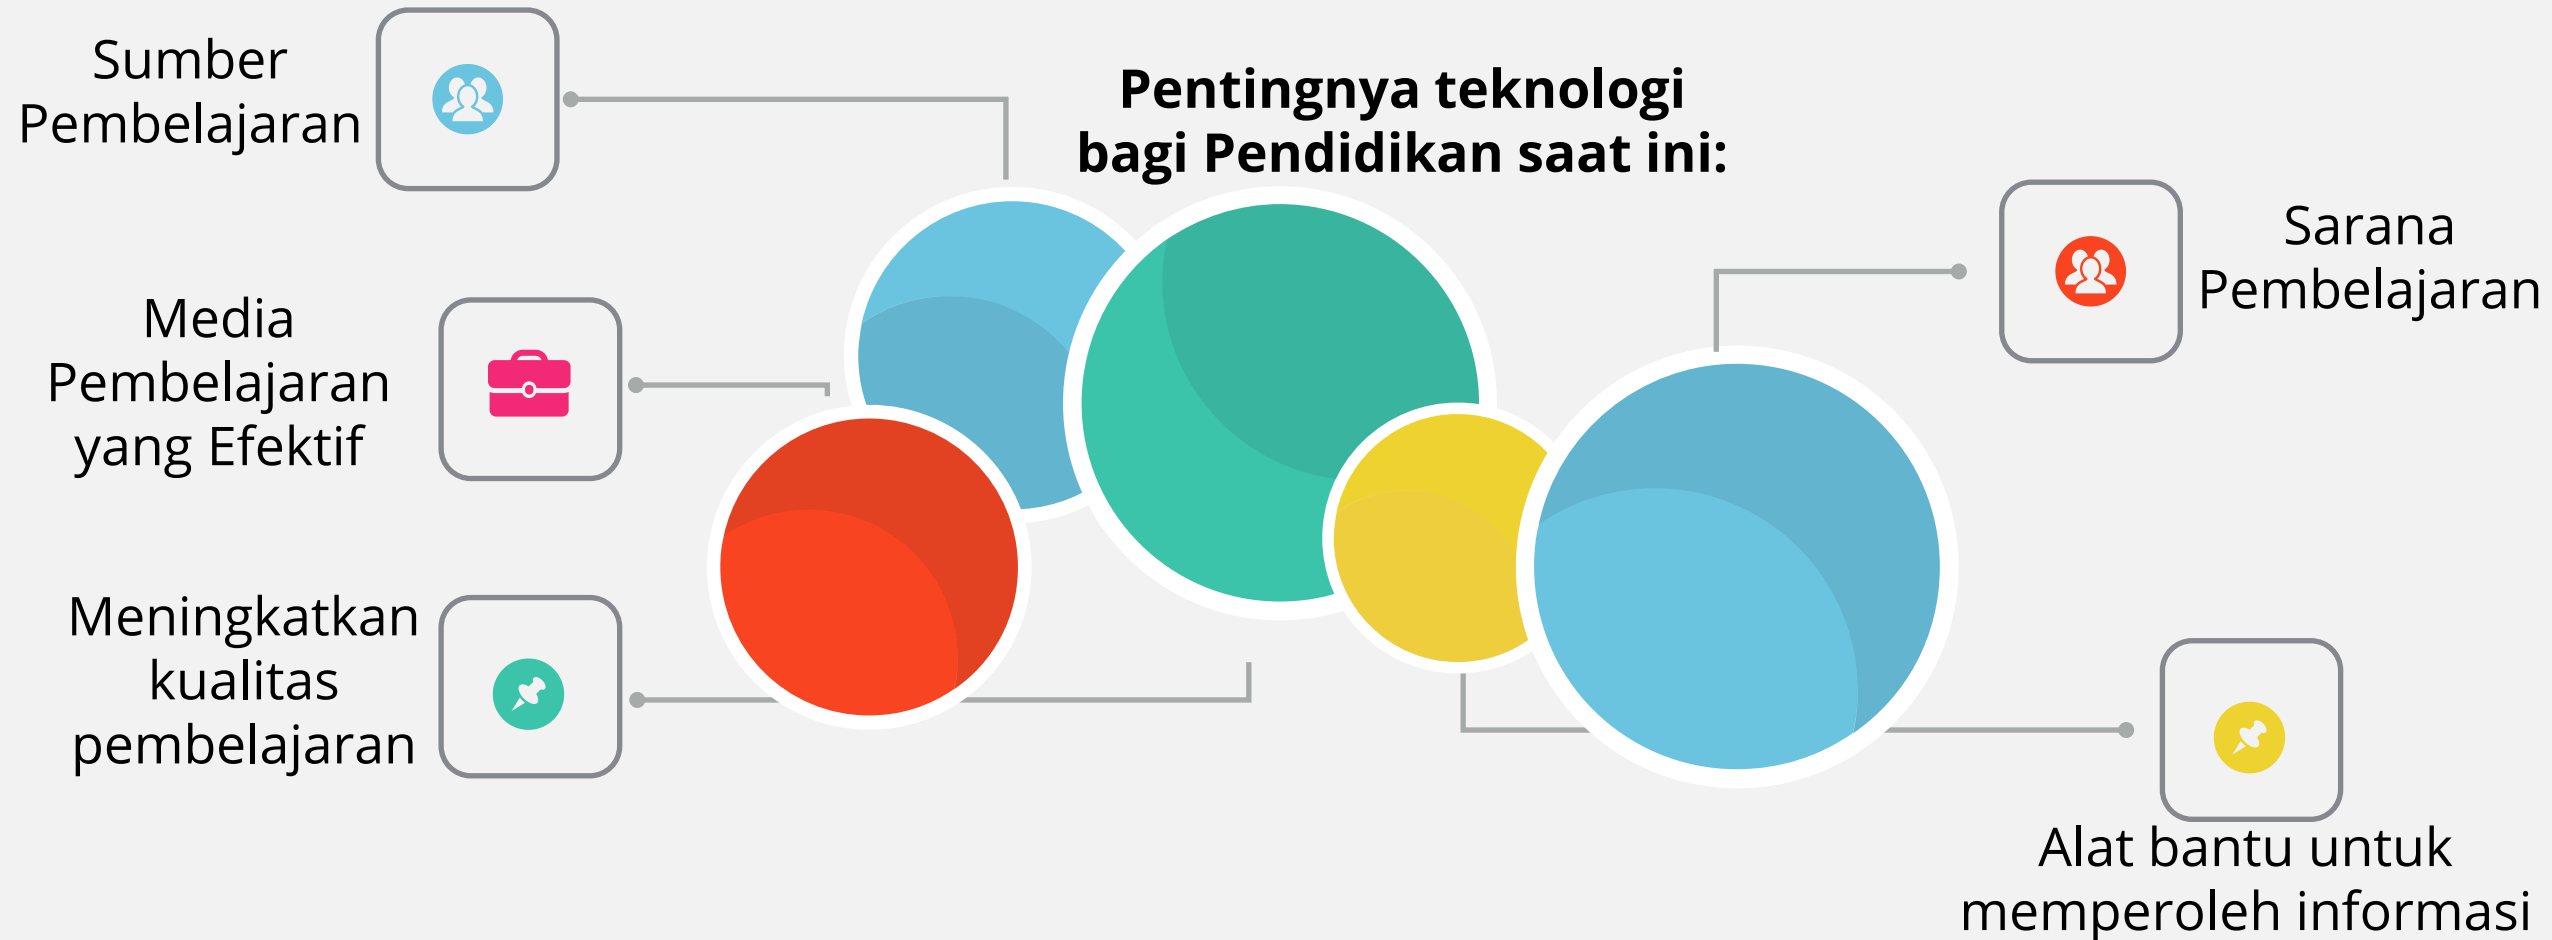 Pentingnya teknologi
bagi Pendidikan saat ini:
Sumber
Pembelajaran
Media
Pembelajaran
yang Efektif
Meningkatkan
kualitas
pembelajaran
Sarana
Pembelajaran
Alat bantu untuk
memperoleh informasi